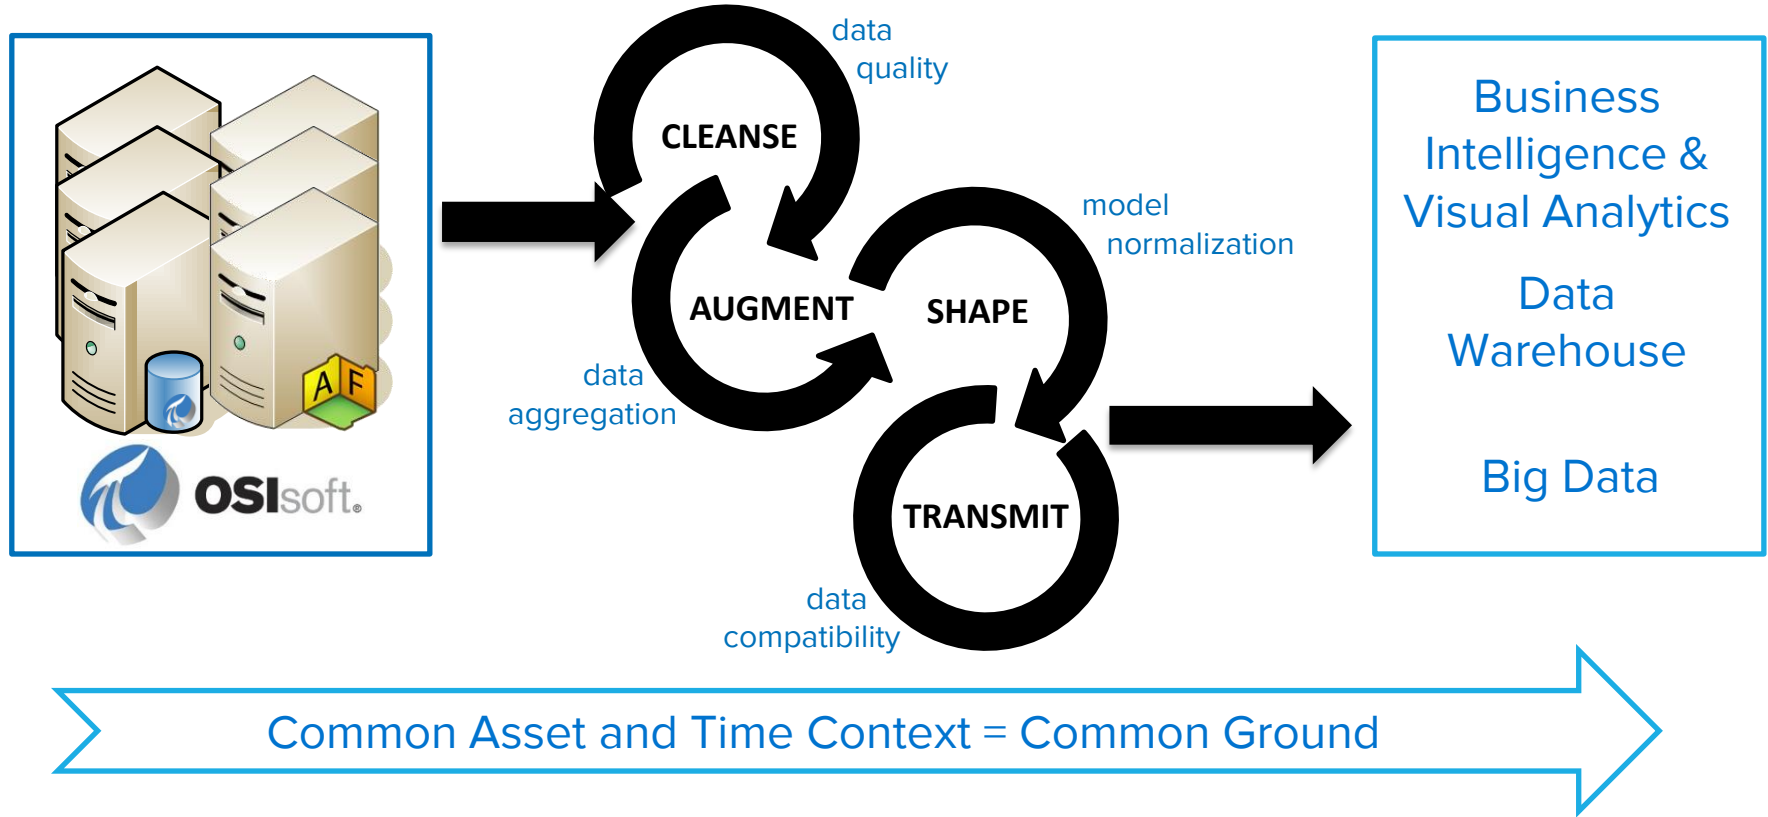 A F
OSIsoft®
data
quality
CLEANSE
AUGMENT
data
aggregation
SHAPE
model
normalization
TRANSMIT
data
compatibility
Business
Intelligence &
Visual Analytics
Data
Warehouse
Big Data
Common Asset and Time Context = Common Ground